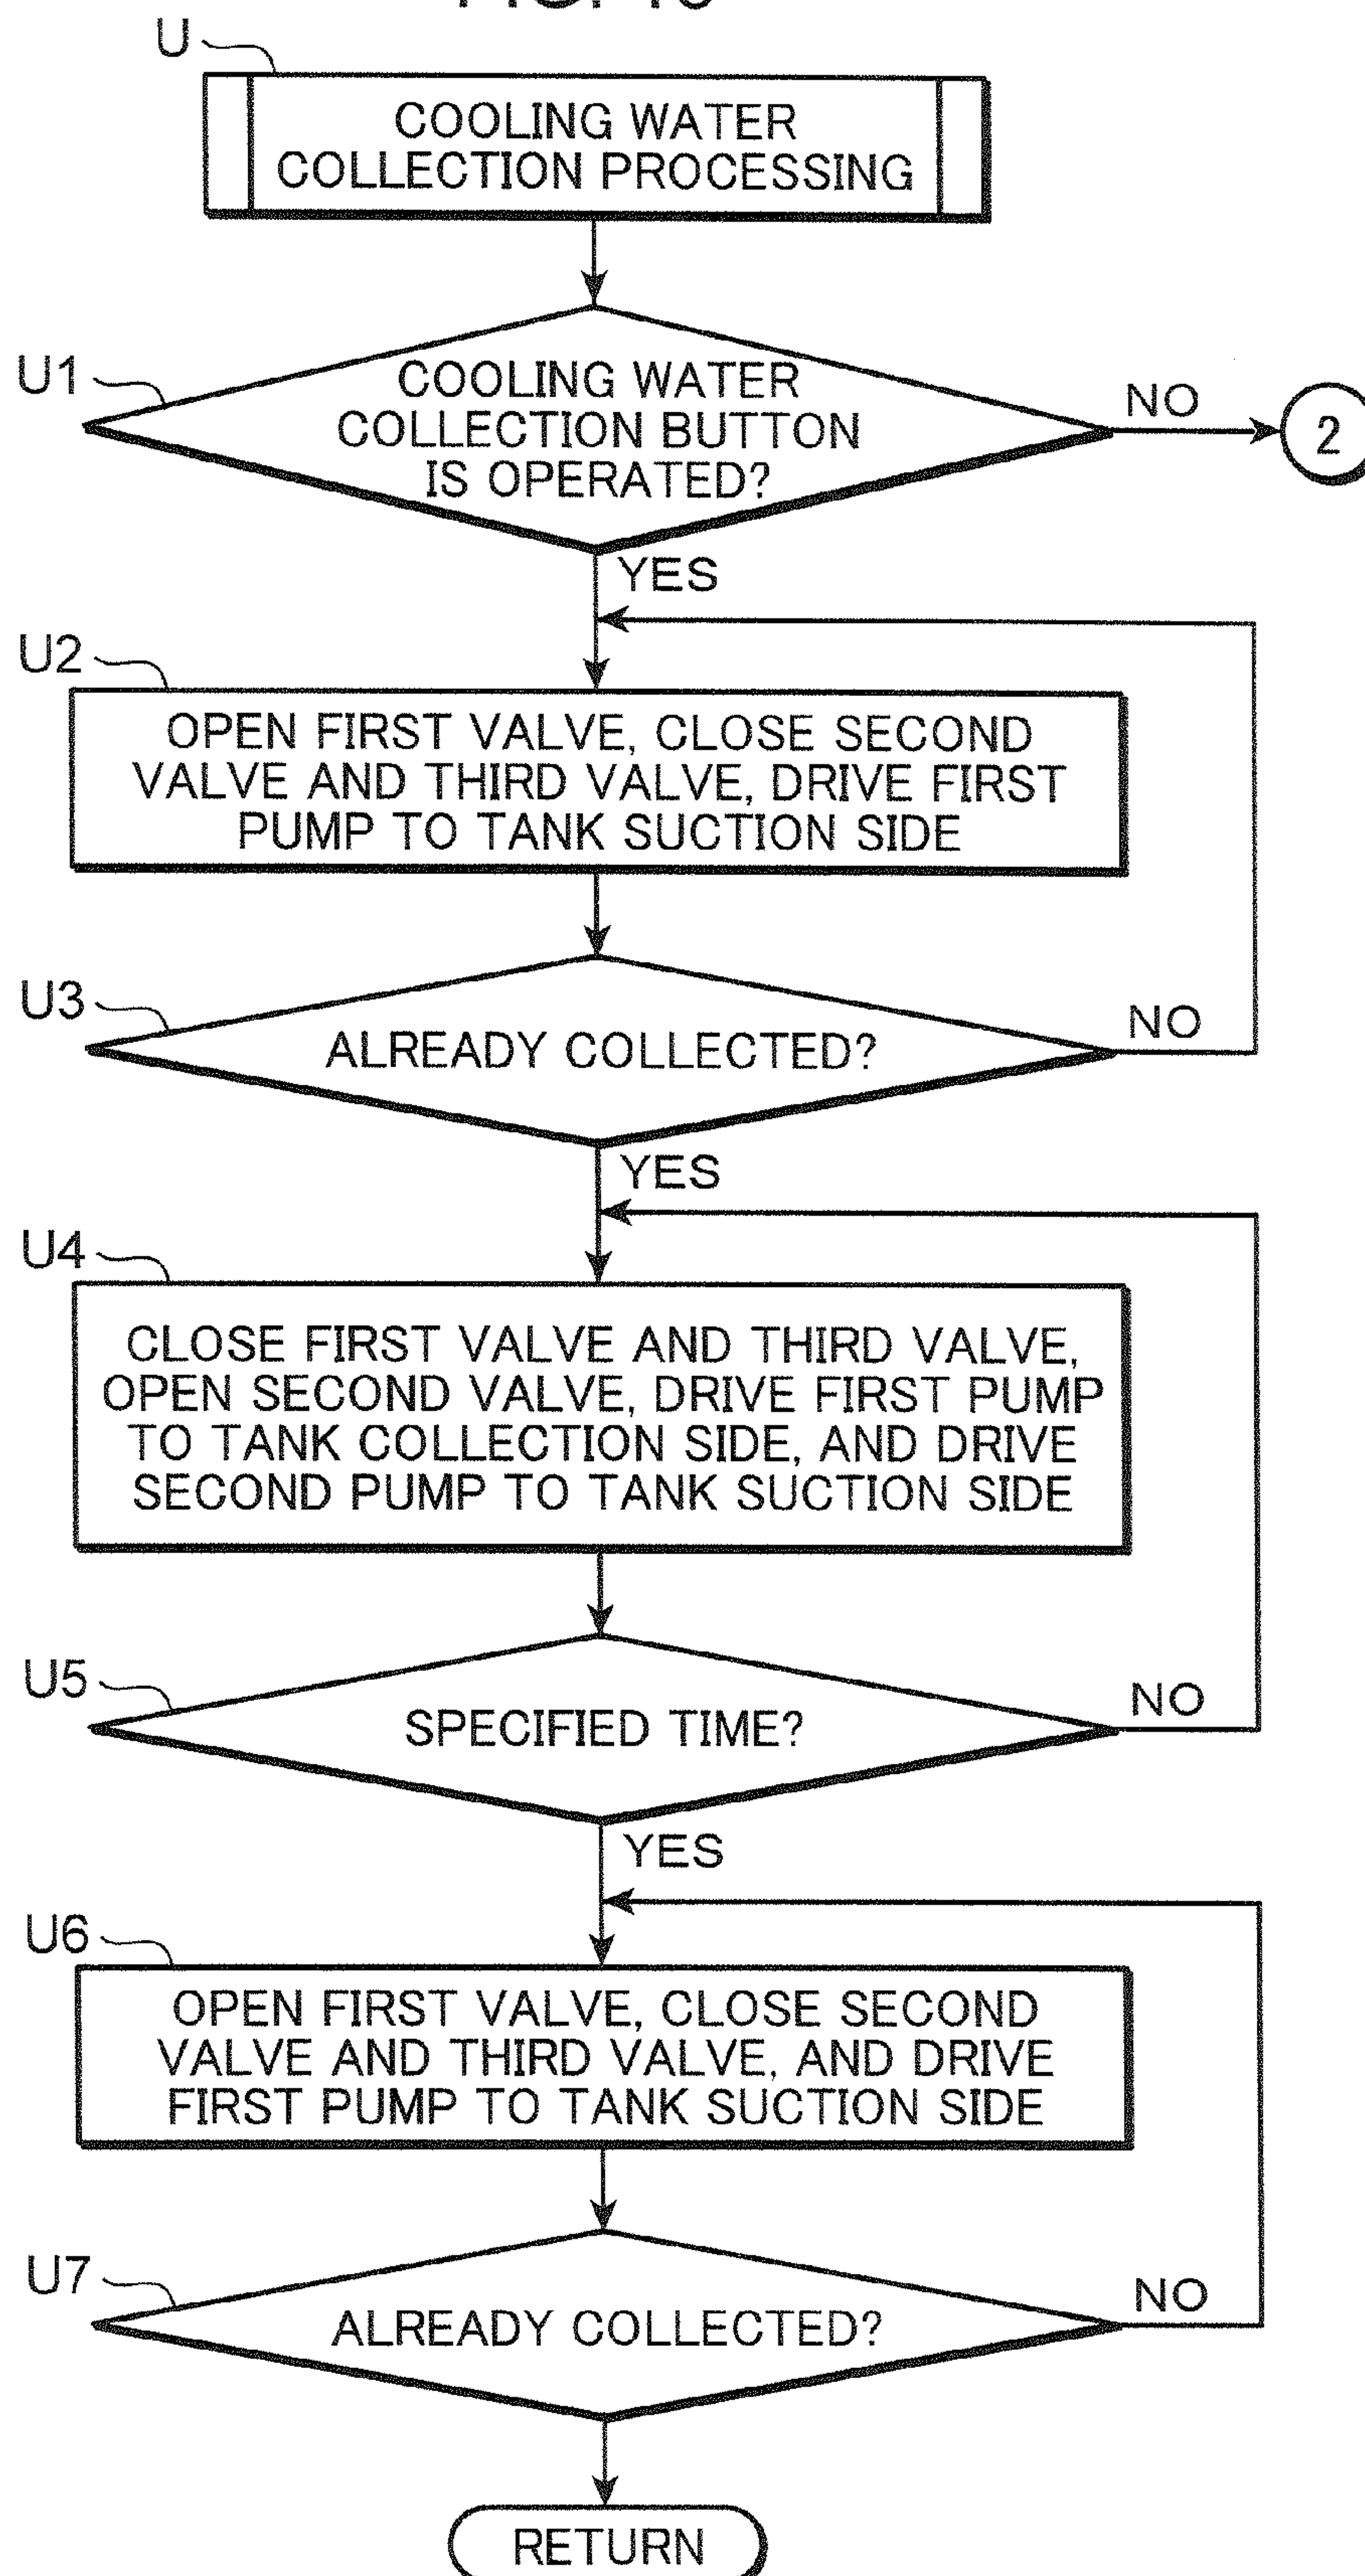 U
COOLING WATER
COLLECTION PROCESSING
U1
COOLING WATER
COLLECTION BUTTON
IS OPERATED?
NO
2
YES
U2
OPEN FIRST VALVE, CLOSE SECOND
VALVE AND THIRD VALVE, DRIVE FIRST
PUMP TO TANK SUCTION SIDE
U3
ALREADY COLLECTED?
NO
YES
U4
CLOSE FIRST VALVE AND THIRD VALVE,
OPEN SECOND VALVE, DRIVE FIRST PUMP
TO TANK COLLECTION SIDE, AND DRIVE
SECOND PUMP TO TANK SUCTION SIDE
U5
SPECIFIED TIME?
NO
YES
U6
OPEN FIRST VALVE, CLOSE SECOND
VALVE AND THIRD VALVE, AND DRIVE
FIRST PUMP TO TANK SUCTION SIDE
U7
ALREADY COLLECTED?
NO
RETURN